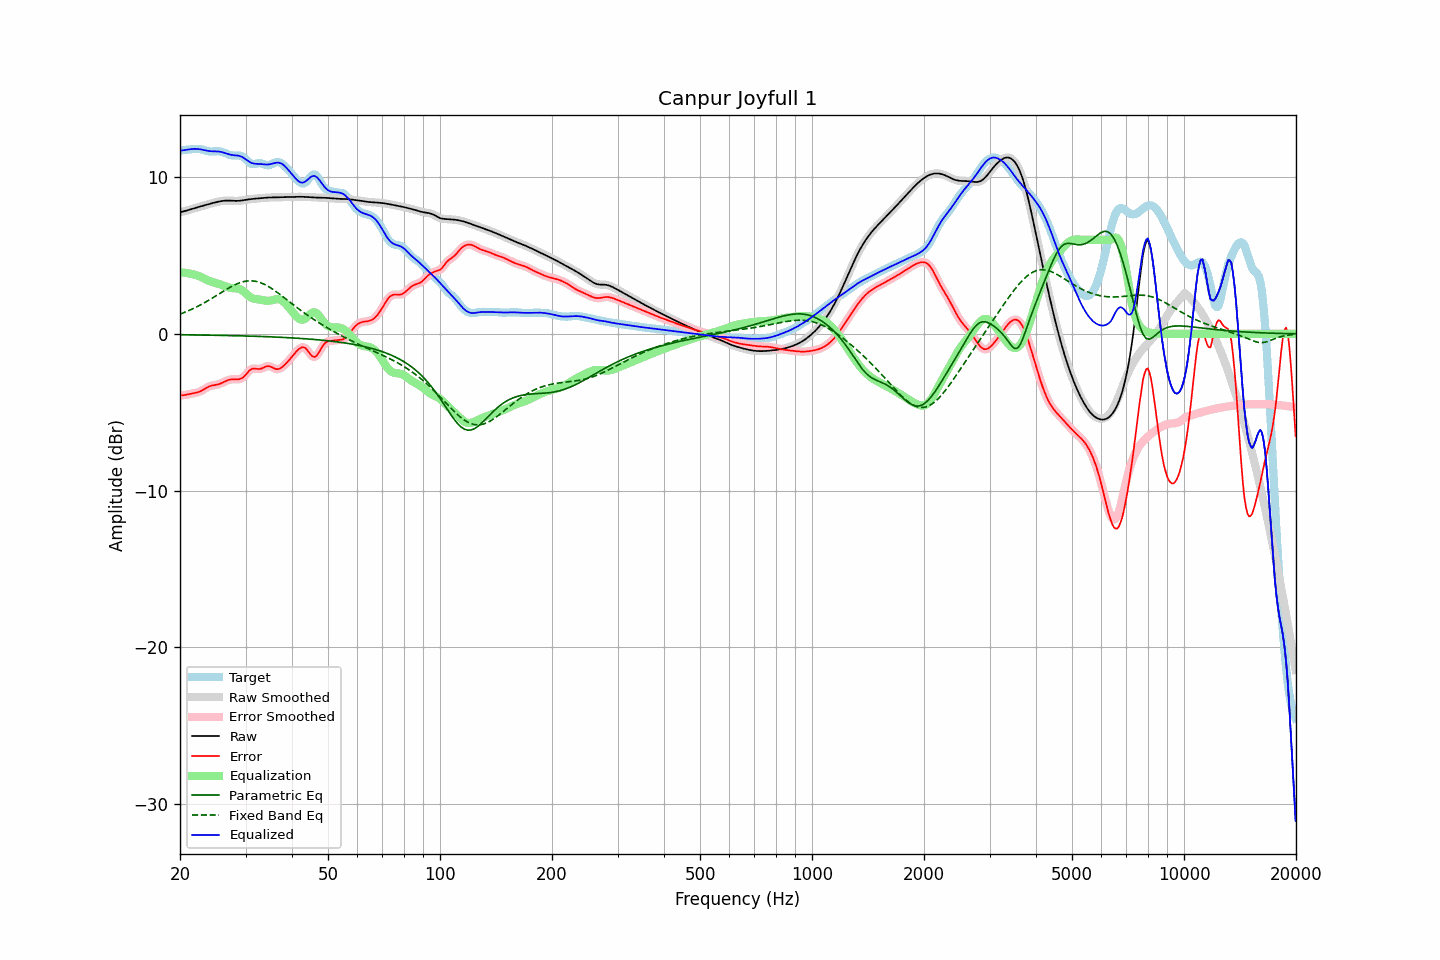 Canpur Joyfull 1
10
0
−10
−20
−30
Amplitude (dBr)
Target
Raw Smoothed
Error Smoothed
Raw
Error
Equalization
Parametric Eq
Fixed Band Eq
Equalized
20 50 100 200 500 1000 2000 5000 10000 20000
Frequency (Hz)